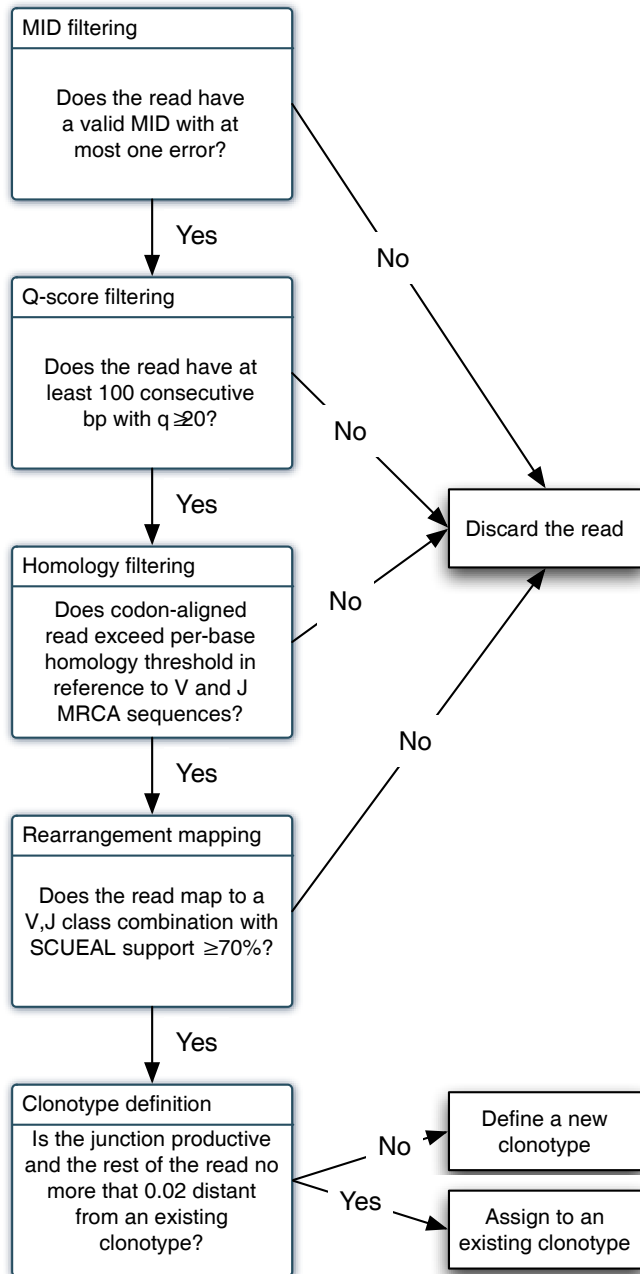 MID filtering
Does the read have
a valid MID with at
most one error?
Yes
No
Q-score filtering
Does the read have at
least 100 consecutive
bp with q≥20?
No
Yes
Discard the read
Homology filtering
Does codon-aligned
read exceed per-base
homology threshold in
reference to V and J
MRCA sequences?
No
Yes
No
Rearrangement mapping
Does the read map to a
V,J class combination with
SCUEAL support ≥70%?
Yes
Clonotype definition
Is the junction productive
and the rest of the read no
more that 0.02 distant
from an existing
clonotype?
No
Define a new
clonotype
Yes
Assign to an
existing clonotype